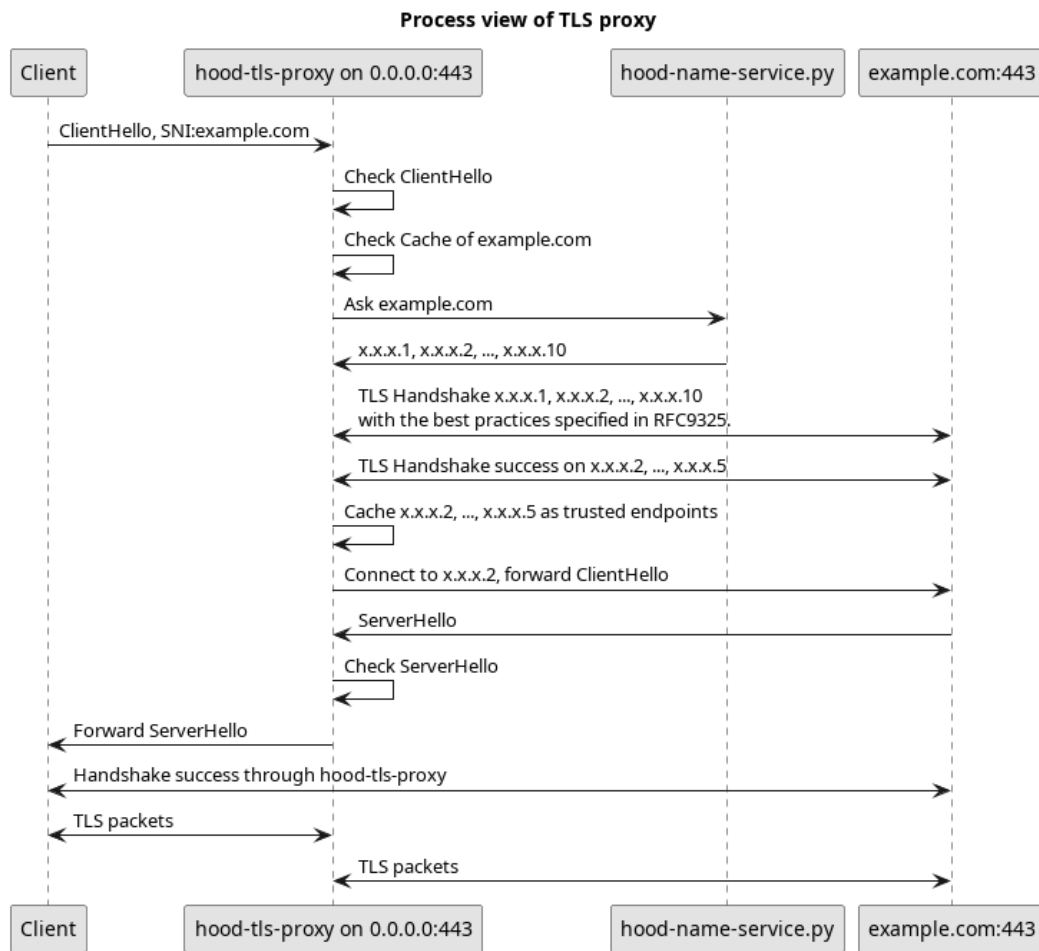 Process view of TLS proxy
Client
hood-tls-proxy on 0.0.0.0:443
hood-name-service.py
example.com:443
ClientHello, SNI:example.com
Check ClientHello
Check Cache of example.com
Ask example.com
x.x.x.1, x.x.x.2, ..., x.x.x.10
TLS Handshake x.x.x.1, x.x.x.2, ..., x.x.x.10
with the best practices specified in RFC9325.
TLS Handshake success on x.x.x.2, ..., x.x.x.5
Cache x.x.x.2, ..., x.x.x.5 as trusted endpoints
Connect to x.x.x.2, forward ClientHello
ServerHello
Check ServerHello
Forward ServerHello
Handshake success through hood-tls-proxy
TLS packets
TLS packets
Client
hood-tls-proxy on 0.0.0.0:443
hood-name-service.py
example.com:443